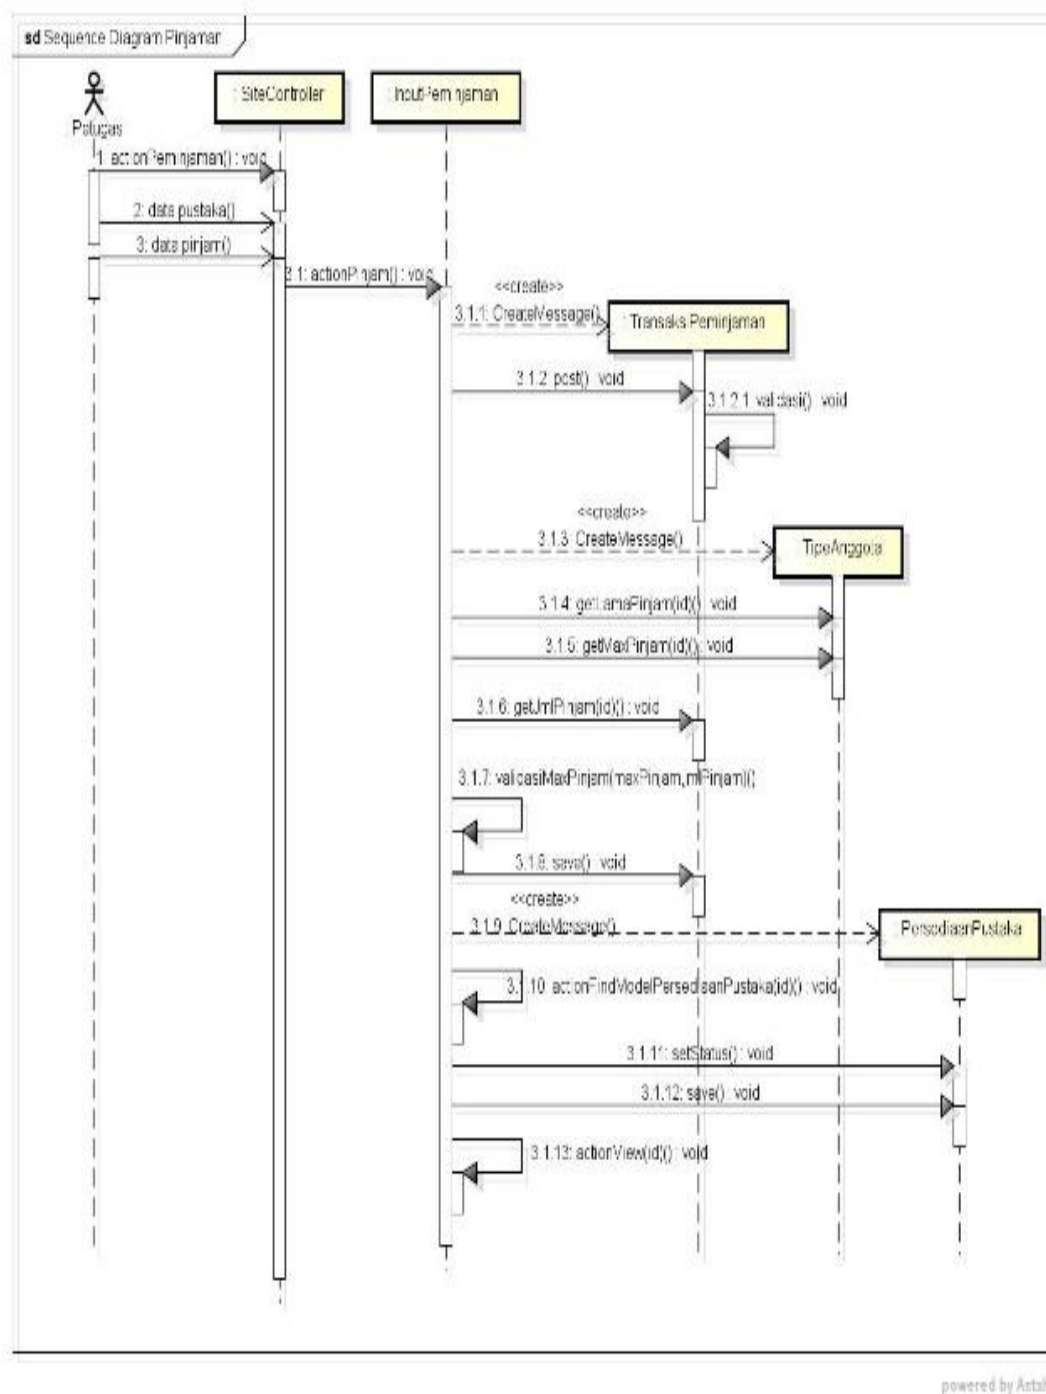 sd Sequence Diagram Pinjaman
: SiteController
: InputPeminjaman
Petugas
1: actionPeminjaman() : void
2: data pustaka()
3: data pinjam()
3.1: actionPinjam() : void
<<create>>
3.1.1: CreateMessage()
Transaksi Peminjaman
3.1.2: post() : void
3.1.2.1: validasi() : void
<<create>>
3.1.3: CreateMessage()
TipeAnggota
3.1.4: getLamaPinjam(id)() : void
3.1.5: getMaxPinjam(id)() : void
3.1.6: getJmlPinjam(id)() : void
3.1.7: validasiMaxPinjam(maxPinjam,jmlPinjam)()
3.1.8: save() : void
<<create>>
3.1.9: CreateMessage()
PersediaanPustaka
3.1.10: actionFindModelPersediaanPustaka(id)() : void
3.1.11: setStatus() : void
3.1.12: save() : void
3.1.13: actionView(id)() : void
powered by Asta